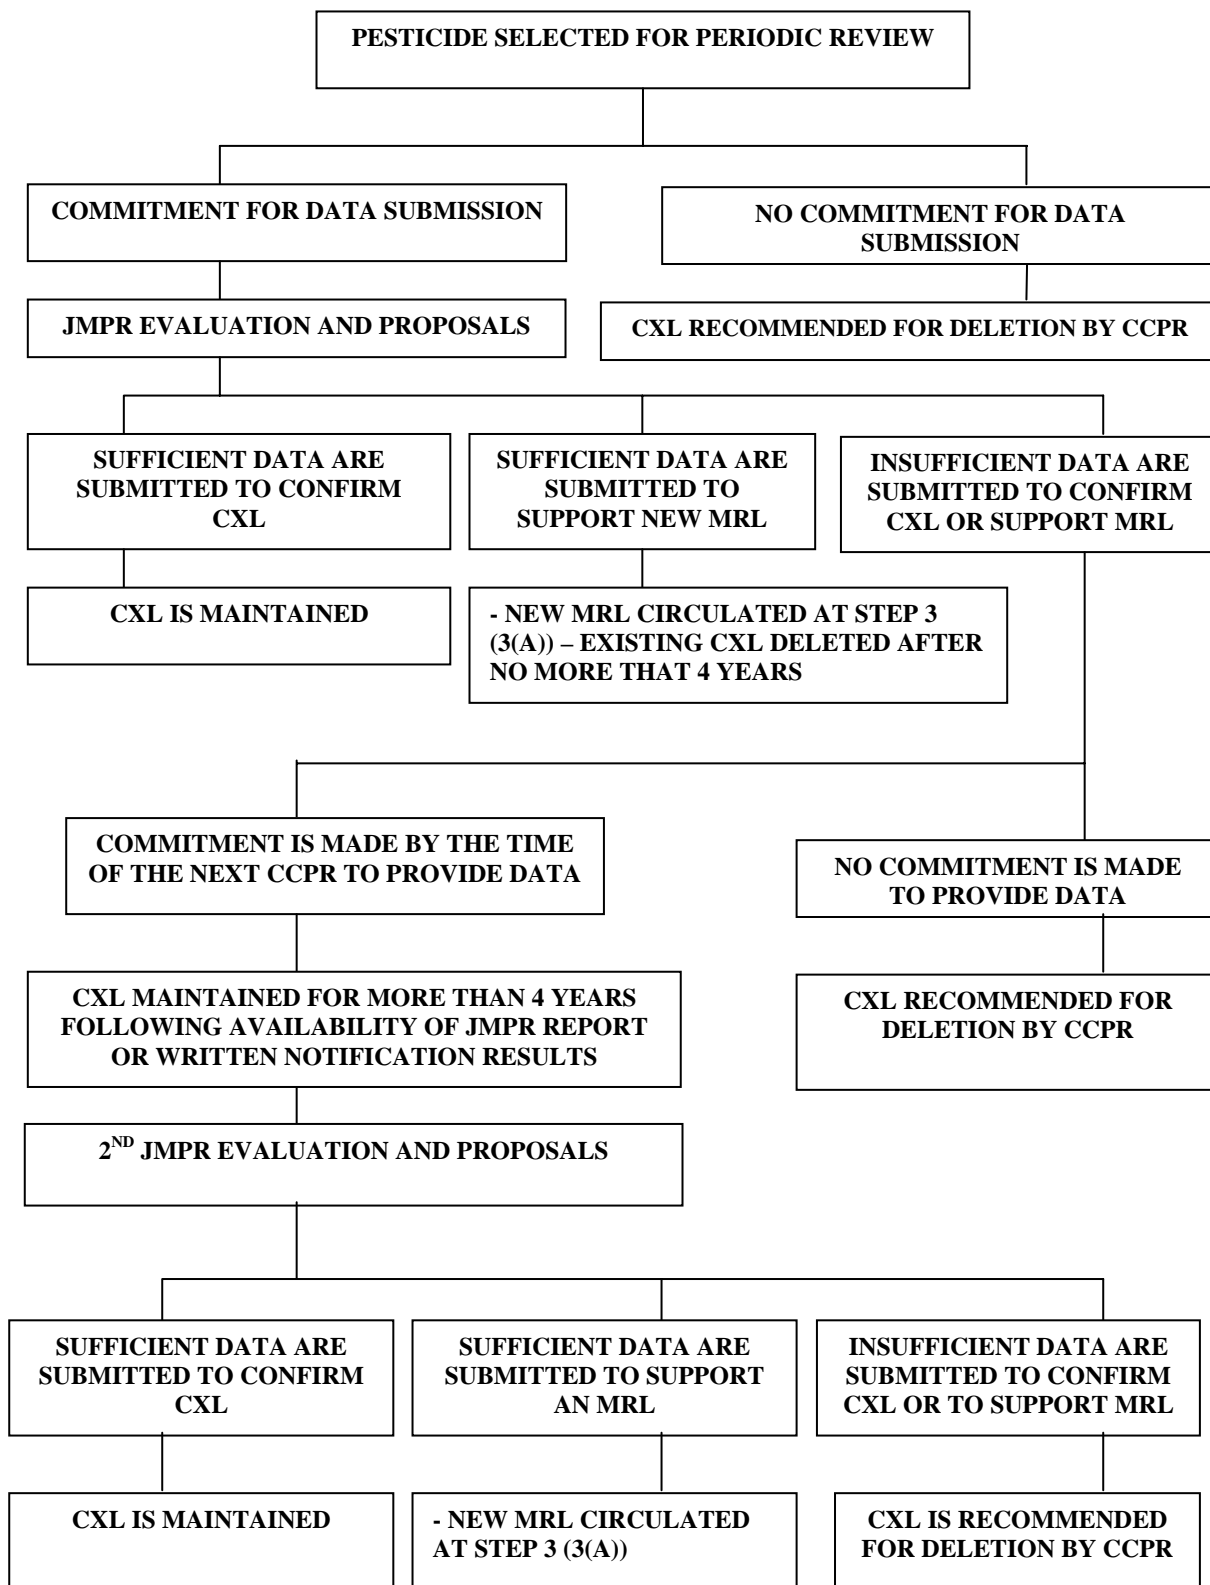 PESTICIDE SELECTED FOR PERIODIC REVIEW
COMMITMENT FOR DATA SUBMISSION
NO COMMITMENT FOR DATA
SUBMISSION
JMPR EVALUATION AND PROPOSALS
CXL RECOMMENDED FOR DELETION BY CCPR
SUFFICIENT DATA ARE
SUBMITTED TO CONFIRM
CXL
SUFFICIENT DATA ARE
SUBMITTED TO
SUPPORT NEW MRL
INSUFFICIENT DATA ARE
SUBMITTED TO CONFIRM
CXL OR SUPPORT MRL
CXL IS MAINTAINED
- NEW MRL CIRCULATED AT STEP 3
(3(A)) – EXISTING CXL DELETED AFTER
NO MORE THAT 4 YEARS
COMMITMENT IS MADE BY THE TIME
OF THE NEXT CCPR TO PROVIDE DATA
NO COMMITMENT IS MADE
TO PROVIDE DATA
CXL MAINTAINED FOR MORE THAN 4 YEARS
FOLLOWING AVAILABILITY OF JMPR REPORT
OR WRITTEN NOTIFICATION RESULTS
CXL RECOMMENDED FOR
DELETION BY CCPR
2ND JMPR EVALUATION AND PROPOSALS
SUFFICIENT DATA ARE
SUBMITTED TO CONFIRM
CXL
SUFFICIENT DATA ARE
SUBMITTED TO SUPPORT
AN MRL
INSUFFICIENT DATA ARE
SUBMITTED TO CONFIRM
CXL OR TO SUPPORT MRL
CXL IS MAINTAINED
- NEW MRL CIRCULATED
AT STEP 3 (3(A))
CXL IS RECOMMENDED
FOR DELETION BY CCPR